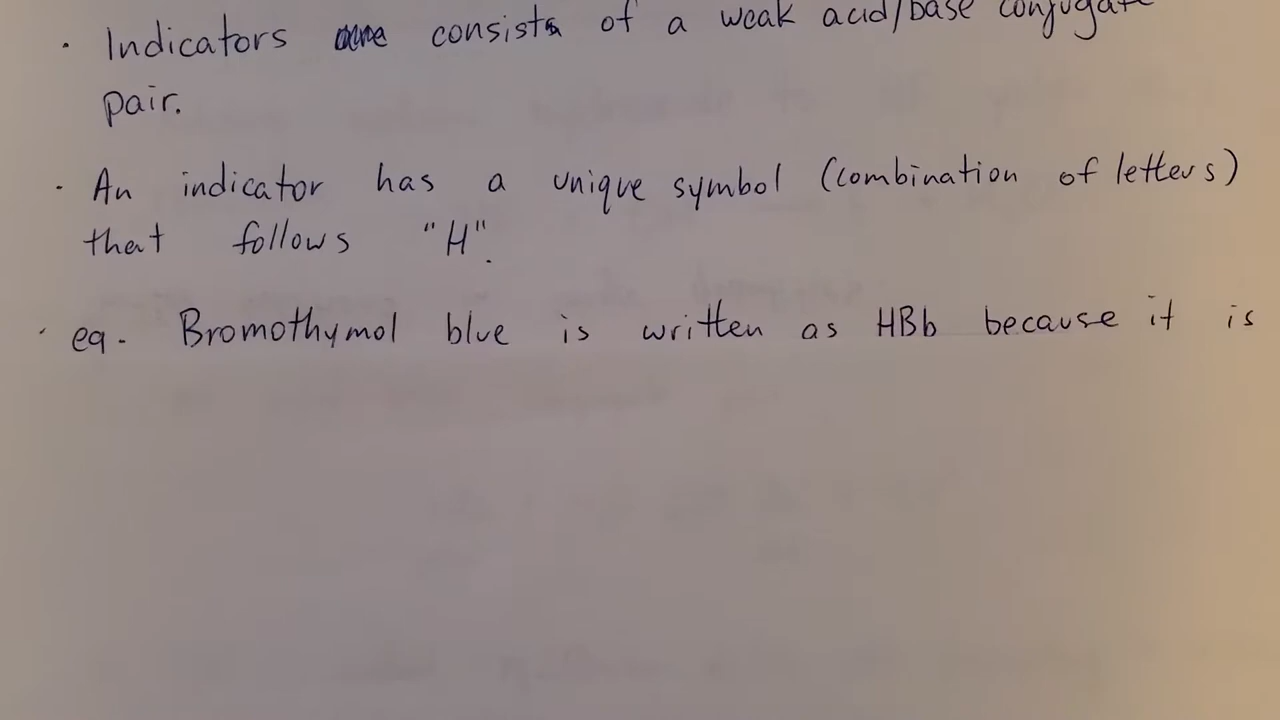 · Indicators consists of a weak acid/base conjugate
pair.
· An indicator has a unique symbol (combination of letters)
that follows "H".
· eg. Bromothymol blue is written as HBb because it is